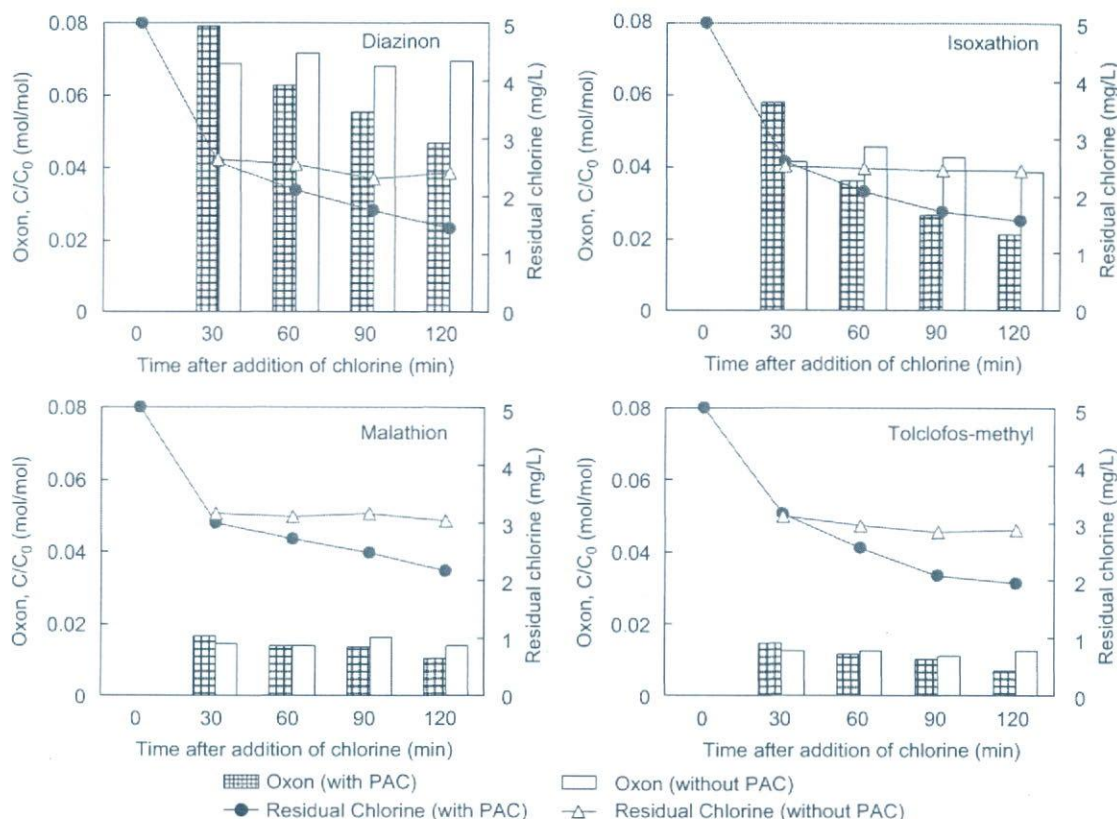 Diazinon
Oxon, C/C0 (mol/mol)
0.08
0.06
0.04
0.02
0
5
4
3
2
1
0
Residual chlorine (mg/L)
0 30 60 90 120
Time after addition of chlorine (min)
Isoxathion
Oxon, C/C0 (mol/mol)
0.08
0.06
0.04
0.02
0
5
4
3
2
1
0
Residual chlorine (mg/L)
0 30 60 90 120
Time after addition of chlorine (min)
Malathion
Oxon, C/C0 (mol/mol)
0.08
0.06
0.04
0.02
0
5
4
3
2
1
0
Residual chlorine (mg/L)
0 30 60 90 120
Time after addition of chlorine (min)
Tolclofos-methyl
Oxon, C/C0 (mol/mol)
0.08
0.06
0.04
0.02
0
5
4
3
2
1
0
Residual chlorine (mg/L)
0 30 60 90 120
Time after addition of chlorine (min)
Oxon (with PAC) Oxon (without PAC)
Residual Chlorine (with PAC) Residual Chlorine (without PAC)